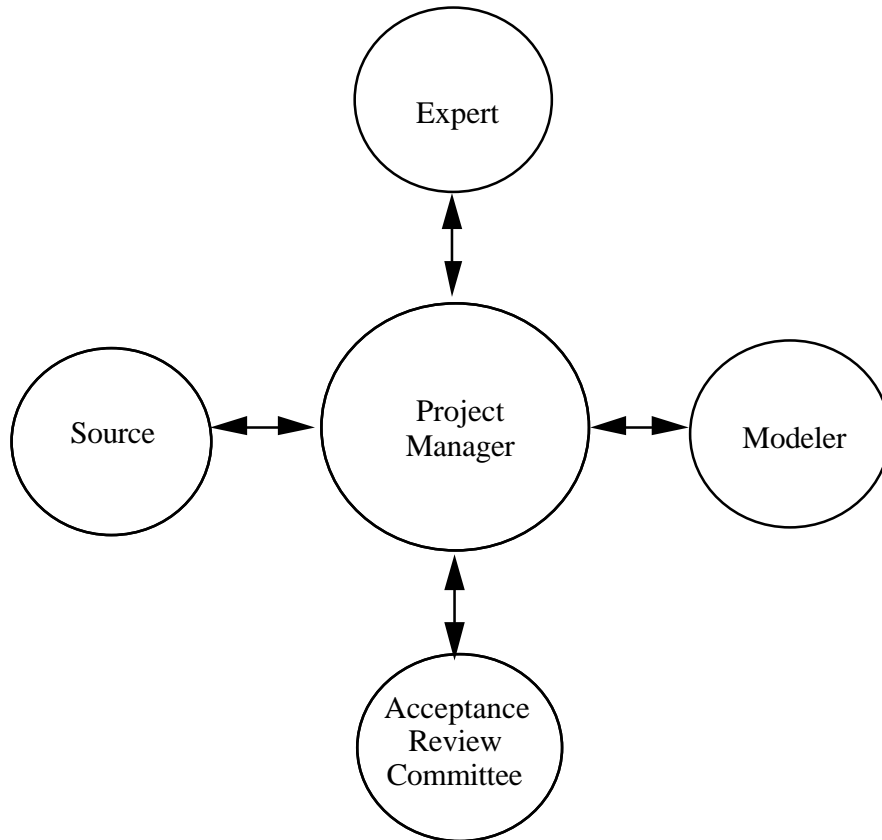 Expert
Source
Project
Manager
Modeler
Acceptance
Review
Committee